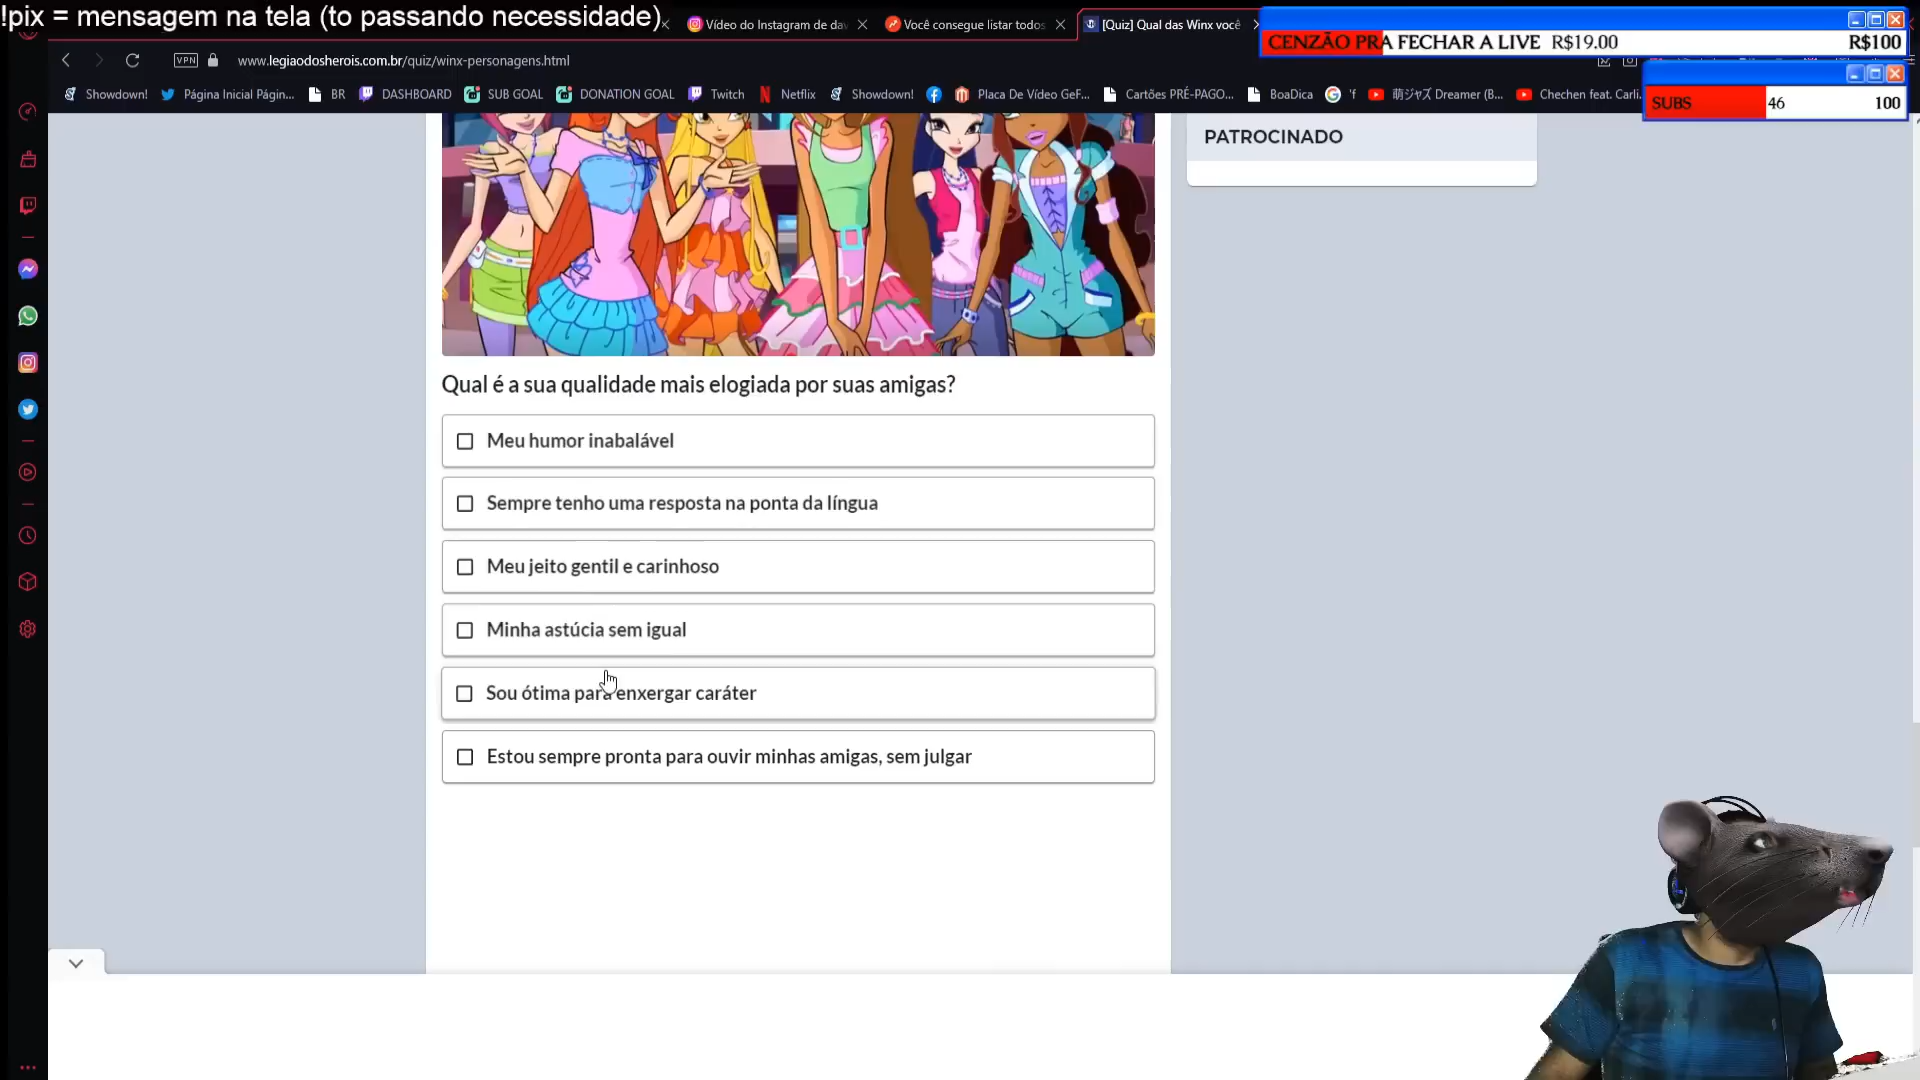 !pix = mensagem na tela (to passando necessidade)
Vídeo do Instagram de da
Você consegue listar todos
[Quiz] Qual das Winx você
CENZÃO PRA FECHAR A LIVE R$19.00 R$100
VPN www.legiaodosherois.com.br/quiz/winx-personagens.html
SUBS 46 100
Showdown! Página Inicial Págin... BR DASHBOARD SUB GOAL DONATION GOAL Twitch Netflix Showdown! Placa De Vídeo GeF... Cartões PRÉ-PAGO... BoaDica 'f 萌ジャズ Dreamer (B... Chechen feat. Carli...
PATROCINADO
Qual é a sua qualidade mais elogiada por suas amigas?
Meu humor inabalável
Sempre tenho uma resposta na ponta da língua
Meu jeito gentil e carinhoso
Minha astúcia sem igual
Sou ótima para enxergar caráter
Estou sempre pronta para ouvir minhas amigas, sem julgar